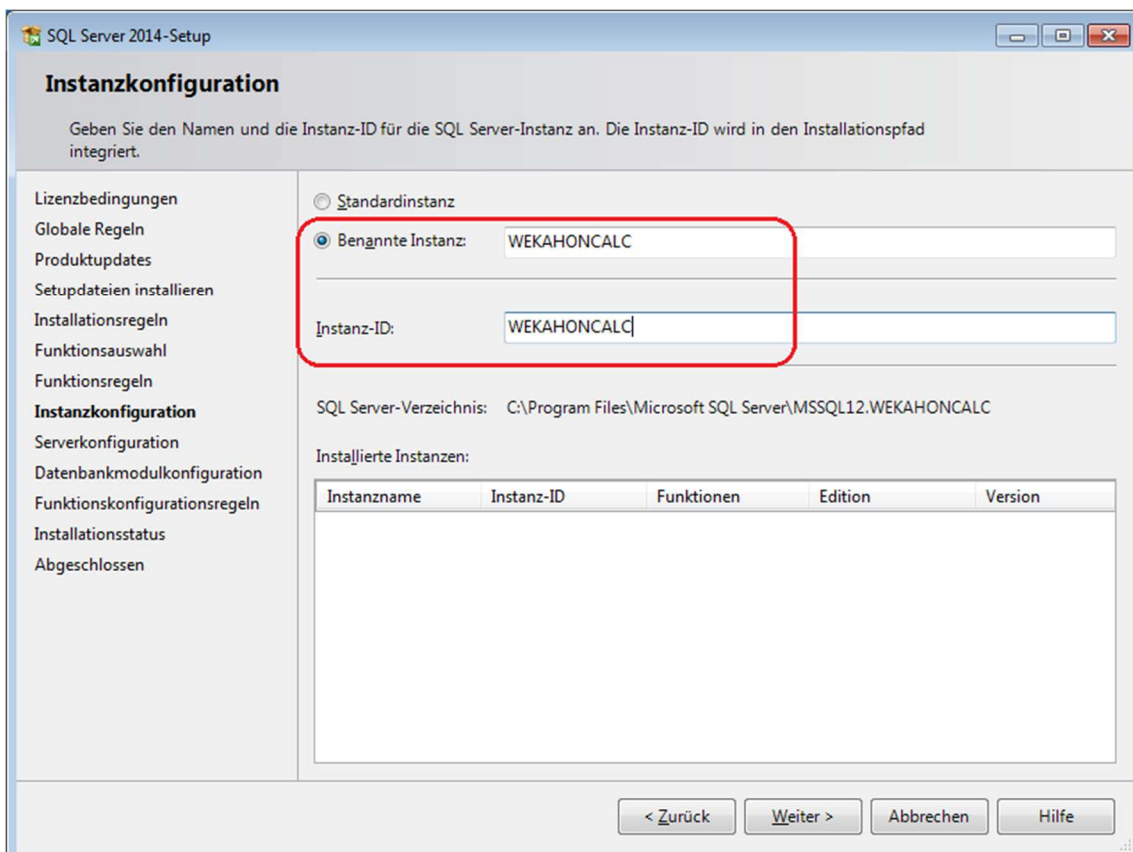 SQL Server 2014-Setup
Instanzkonfiguration
Geben Sie den Namen und die Instanz-ID für die SQL Server-Instanz an. Die Instanz-ID wird in den Installationspfad
integriert.
Lizenzbedingungen
Globale Regeln
Produktupdates
Setupdateien installieren
Installationsregeln
Funktionsauswahl
Funktionsregeln
Instanzkonfiguration
Serverkonfiguration
Datenbankmodulkonfiguration
Funktionskonfigurationsregeln
Installationsstatus
Abgeschlossen
Standardinstanz
Benannte Instanz: WEKAHONCALC
Instanz-ID: WEKAHONCALC
SQL Server-Verzeichnis: C:\Program Files\Microsoft SQL Server\MSSQL12.WEKAHONCALC
Installierte Instanzen:
Instanzname Instanz-ID Funktionen Edition Version
< Zurück Weiter > Abbrechen Hilfe